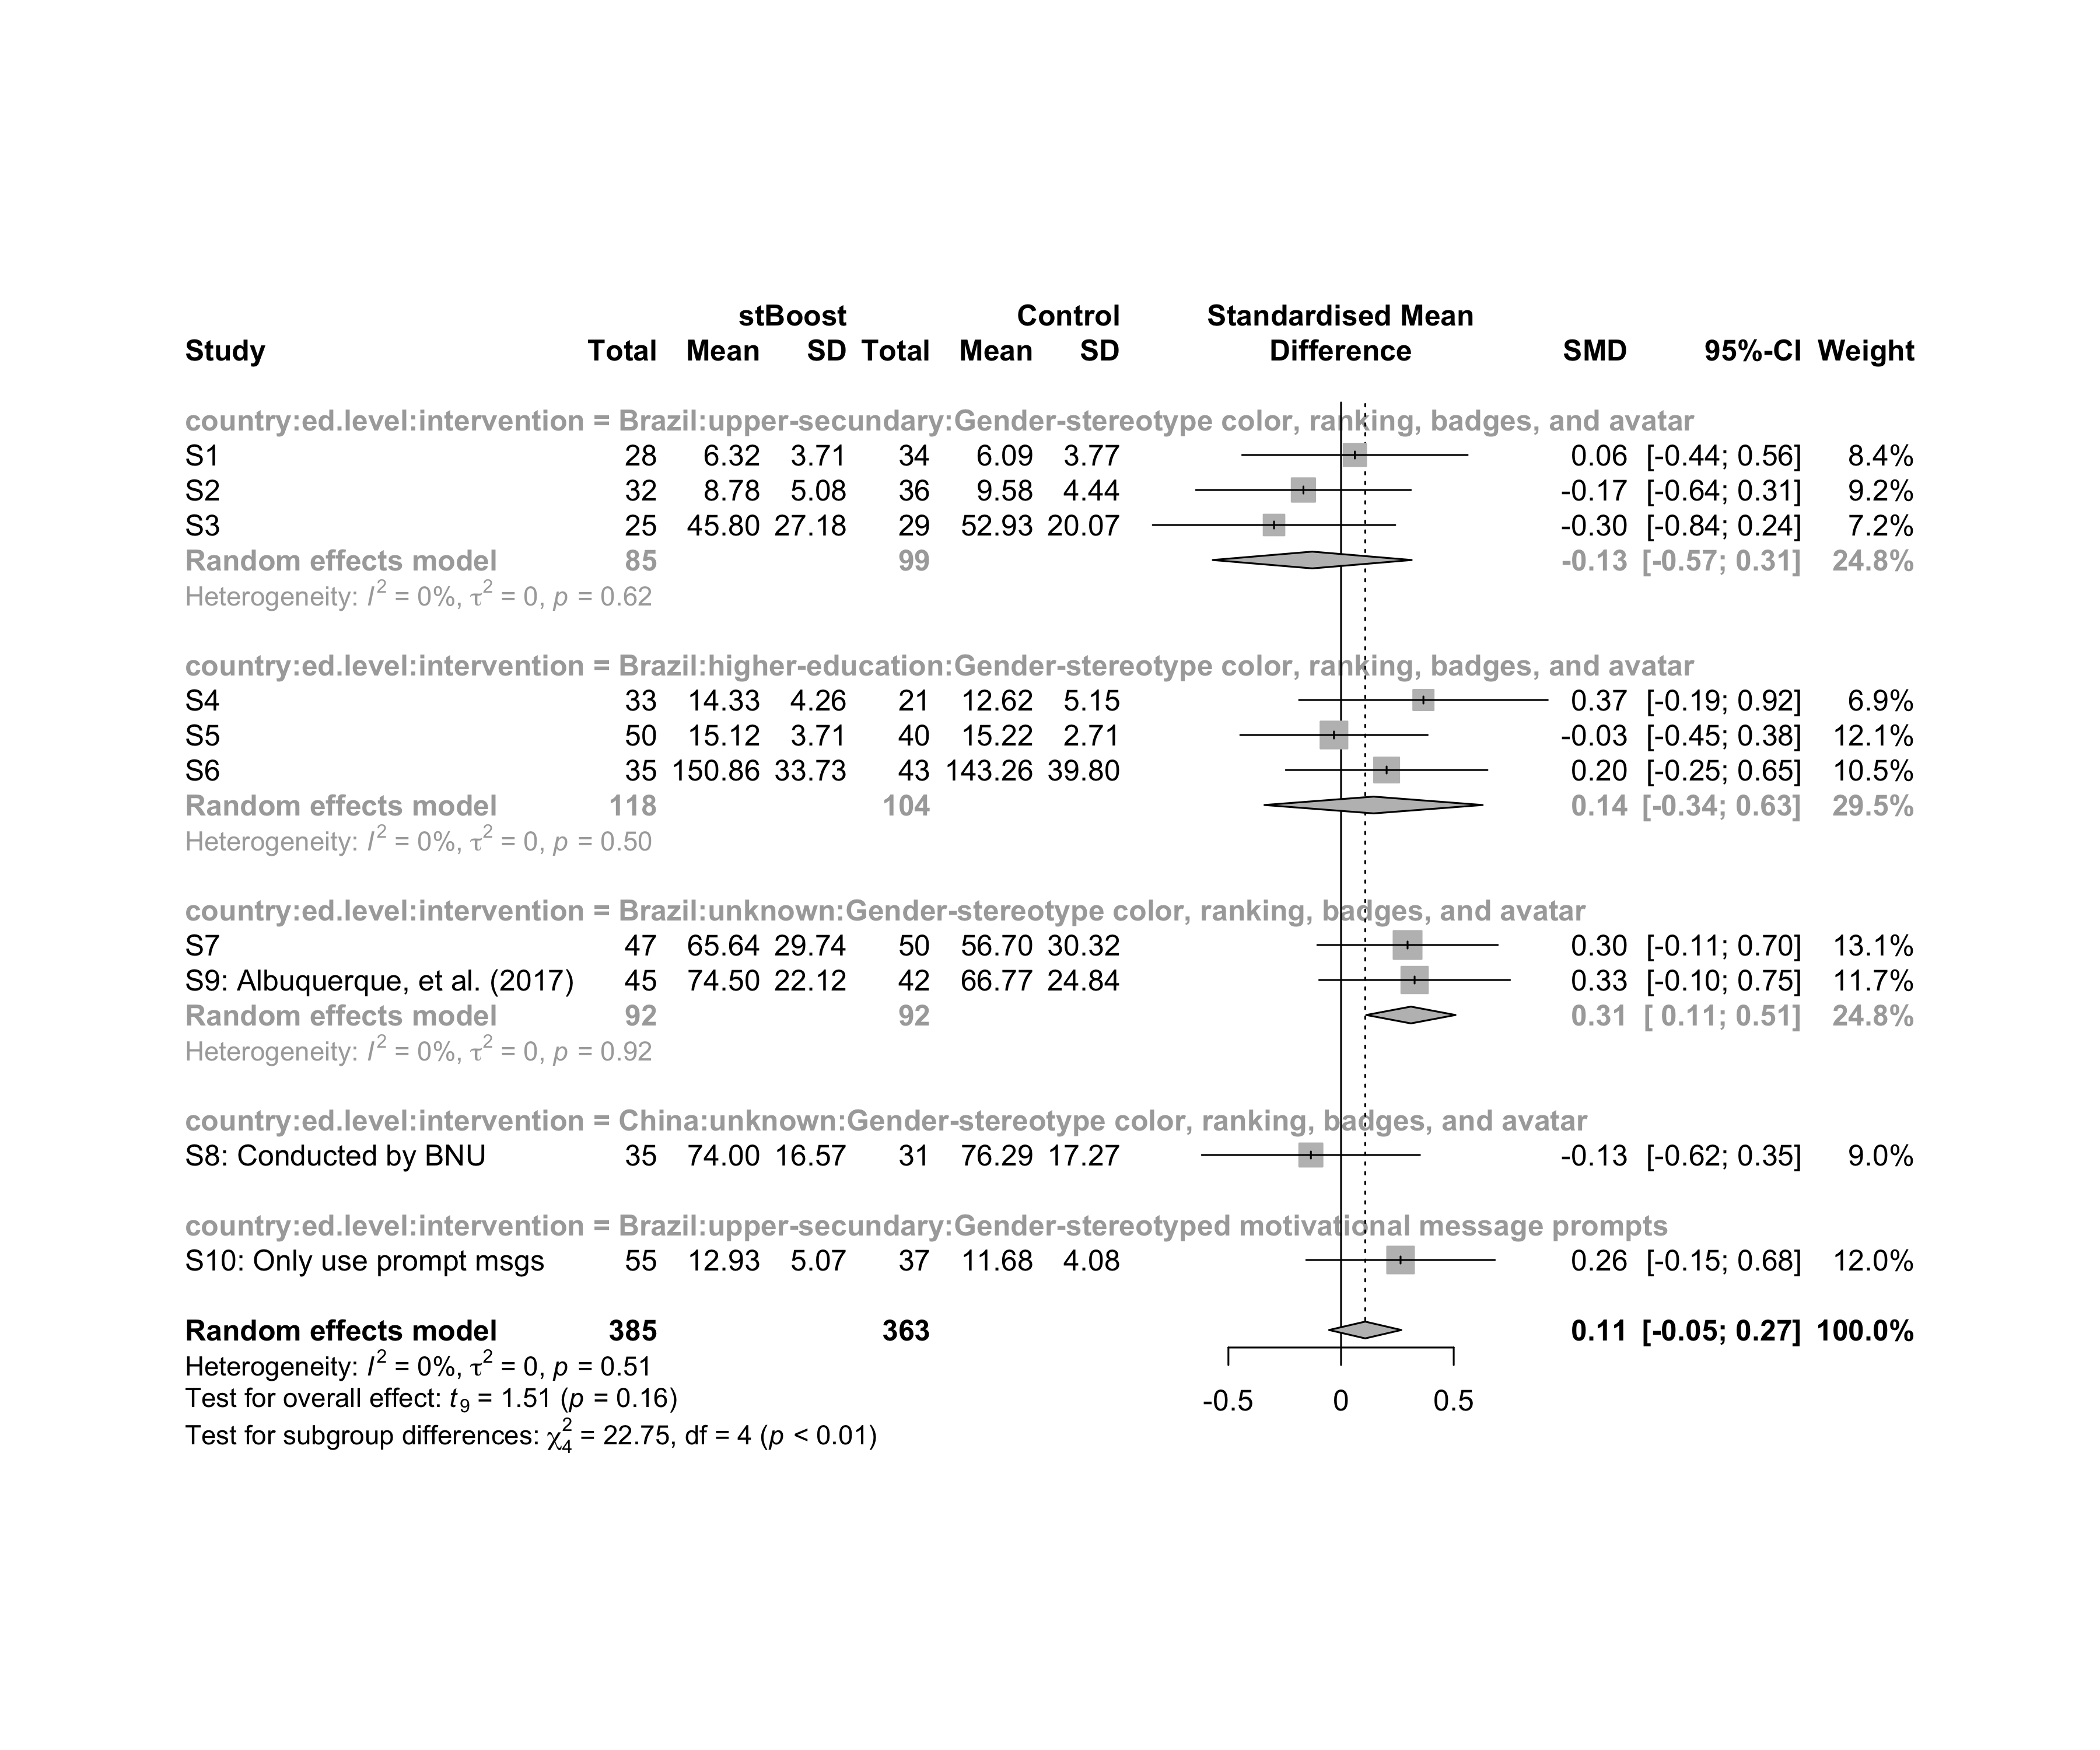 stBoost Control Standardised Mean
Study Total Mean SD Total Mean SD Difference SMD 95%-CI Weight
country:ed.level:intervention = Brazil:upper-secundary:Gender-stereotype color, ranking, badges, and avatar
S1 28 6.32 3.71 34 6.09 3.77 0.06 [-0.44; 0.56] 8.4%
S2 32 8.78 5.08 36 9.58 4.44 -0.17 [-0.64; 0.31] 9.2%
S3 25 45.80 27.18 29 52.93 20.07 -0.30 [-0.84; 0.24] 7.2%
Random effects model 85 99 -0.13 [-0.57; 0.31] 24.8%
Heterogeneity: I² = 0%, τ² = 0, p = 0.62
country:ed.level:intervention = Brazil:higher-education:Gender-stereotype color, ranking, badges, and avatar
S4 33 14.33 4.26 21 12.62 5.15 0.37 [-0.19; 0.92] 6.9%
S5 50 15.12 3.71 40 15.22 2.71 -0.03 [-0.45; 0.38] 12.1%
S6 35 150.86 33.73 43 143.26 39.80 0.20 [-0.25; 0.65] 10.5%
Random effects model 118 104 0.14 [-0.34; 0.63] 29.5%
Heterogeneity: I² = 0%, τ² = 0, p = 0.50
country:ed.level:intervention = Brazil:unknown:Gender-stereotype color, ranking, badges, and avatar
S7 47 65.64 29.74 50 56.70 30.32 0.30 [-0.11; 0.70] 13.1%
S9: Albuquerque, et al. (2017) 45 74.50 22.12 42 66.77 24.84 0.33 [-0.10; 0.75] 11.7%
Random effects model 92 92 0.31 [ 0.11; 0.51] 24.8%
Heterogeneity: I² = 0%, τ² = 0, p = 0.92
country:ed.level:intervention = China:unknown:Gender-stereotype color, ranking, badges, and avatar
S8: Conducted by BNU 35 74.00 16.57 31 76.29 17.27 -0.13 [-0.62; 0.35] 9.0%
country:ed.level:intervention = Brazil:upper-secundary:Gender-stereotyped motivational message prompts
S10: Only use prompt msgs 55 12.93 5.07 37 11.68 4.08 0.26 [-0.15; 0.68] 12.0%
Random effects model 385 363 0.11 [-0.05; 0.27] 100.0%
Heterogeneity: I² = 0%, τ² = 0, p = 0.51
Test for overall effect: t₉ = 1.51 (p = 0.16)
-0.5 0 0.5
Test for subgroup differences: χ²₄ = 22.75, df = 4 (p < 0.01)